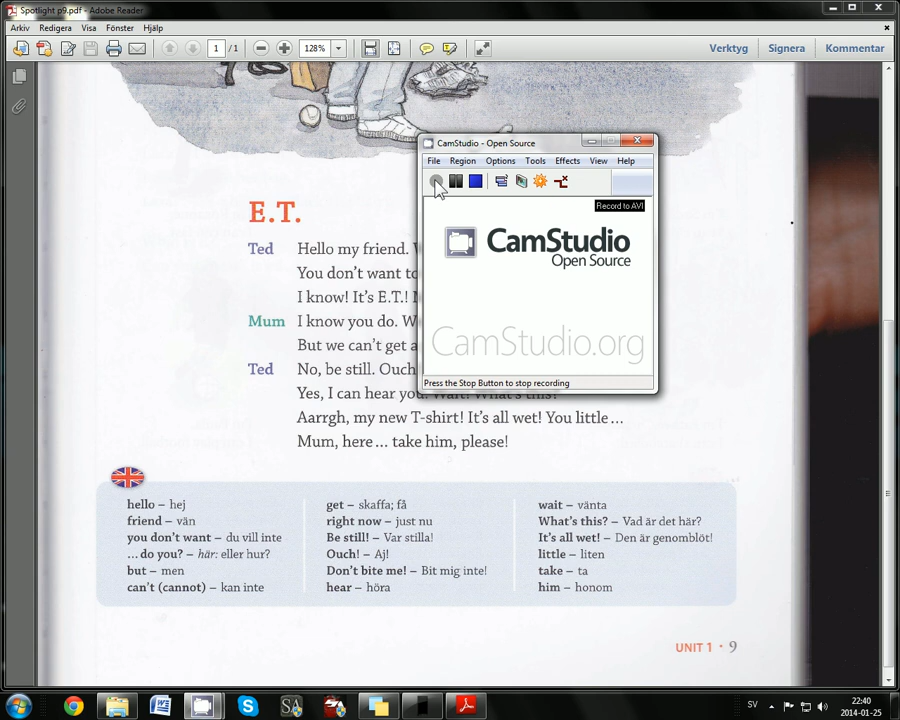 Spotlight p9.pdf - Adobe Reader
Arkiv Redigera Visa Fönster Hjälp
1 / 1 128% Verktyg Signera Kommentar
CamStudio - Open Source
File Region Options Tools Effects View Help
Record to AVI
CamStudio
Open Source
CamStudio.org
Press the Stop Button to stop recording
E.T.
Ted Hello my friend.
You don't want to
I know! It's E.T.!
Mum I know you do.
But we can't get a
Ted No, be still. Ouch
Yes, I can hear you. Wait! What's this?
Aarrgh, my new T-shirt! It's all wet! You little…
Mum, here… take him, please!
hello – hej
friend – vän
you don't want – du vill inte
…do you? – här: eller hur?
but – men
can't (cannot) – kan inte
get – skaffa; få
right now – just nu
Be still! – Var stilla!
Ouch! – Aj!
Don't bite me! – Bit mig inte!
hear – höra
wait – vänta
What's this? – Vad är det här?
It's all wet! – Den är genomblöt!
little – liten
take – ta
him – honom
UNIT 1 • 9
SV 22:40
2014-01-25